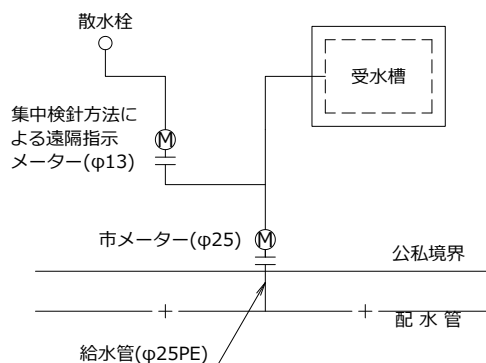 散水栓
受水槽
集中検針方法に
よる遠隔指示
メーター(φ13)
M
市メーター(φ25)
M
公私境界
配水管
給水管(φ25PE)